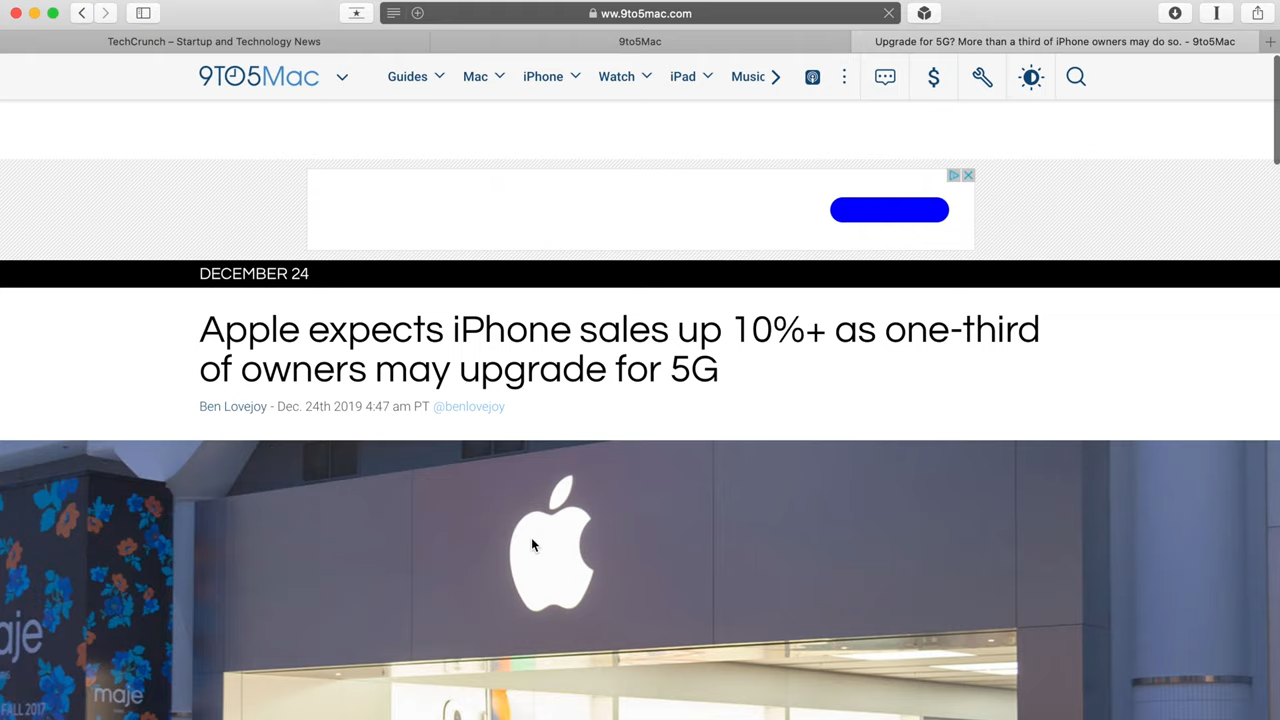 ww.9to5mac.com
TechCrunch – Startup and Technology News
9to5Mac
Upgrade for 5G? More than a third of iPhone owners may do so. - 9to5Mac
9TO5Mac
Guides
Mac
iPhone
Watch
iPad
Music
$
DECEMBER 24
Apple expects iPhone sales up 10%+ as one-third
of owners may upgrade for 5G
Ben Lovejoy - Dec. 24th 2019 4:47 am PT @benlovejoy
aje
maje
FALL 2017